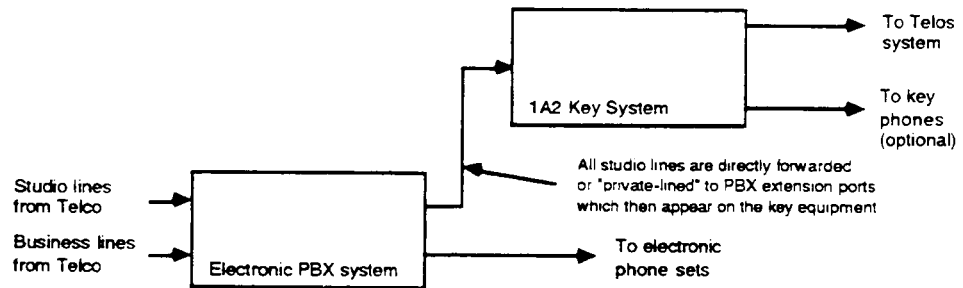 To Telos
system
1A2 Key System
To key
phones
(optional)
All studio lines are directly forwarded
or "private-lined" to PBX extension ports
which then appear on the key equipment
Studio lines
from Telco
Business lines
from Telco
Electronic PBX system
To electronic
phone sets